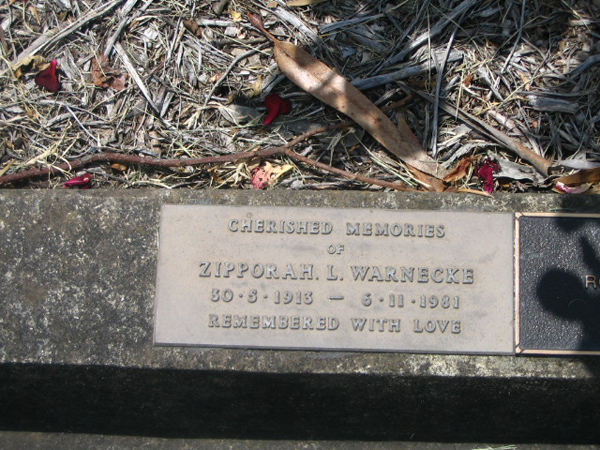 CHERISHED MEMORIES
OF
ZIPPORAH. L. WARNECKE
30·5·1913 — 6·11·1981
REMEMBERED WITH LOVE